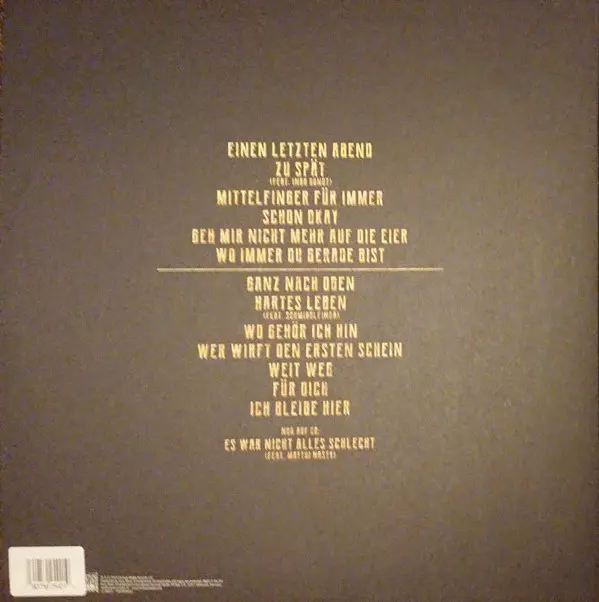 EINEN LETZTEN ABEND
ZU SPÄT
(FEAT. INGO DONOT)
MITTELFINGER FÜR IMMER
SCHON OKAY
GEH MIR NICHT MEHR AUF DIE EIER
WO IMMER DU GERADE BIST
GANZ NACH OBEN
HARTES LEBEN
(FEAT. SCHMIDLFINGA)
WO GEHÖR ICH HIN
WER WIRFT DEN ERSTEN SCHEIN
WEIT WEG
FÜR DICH
ICH BLEIBE HIER
NUR AUF CD:
ES WAR NICHT ALLES SCHLECHT
(FEAT. MATTHI NASTY)